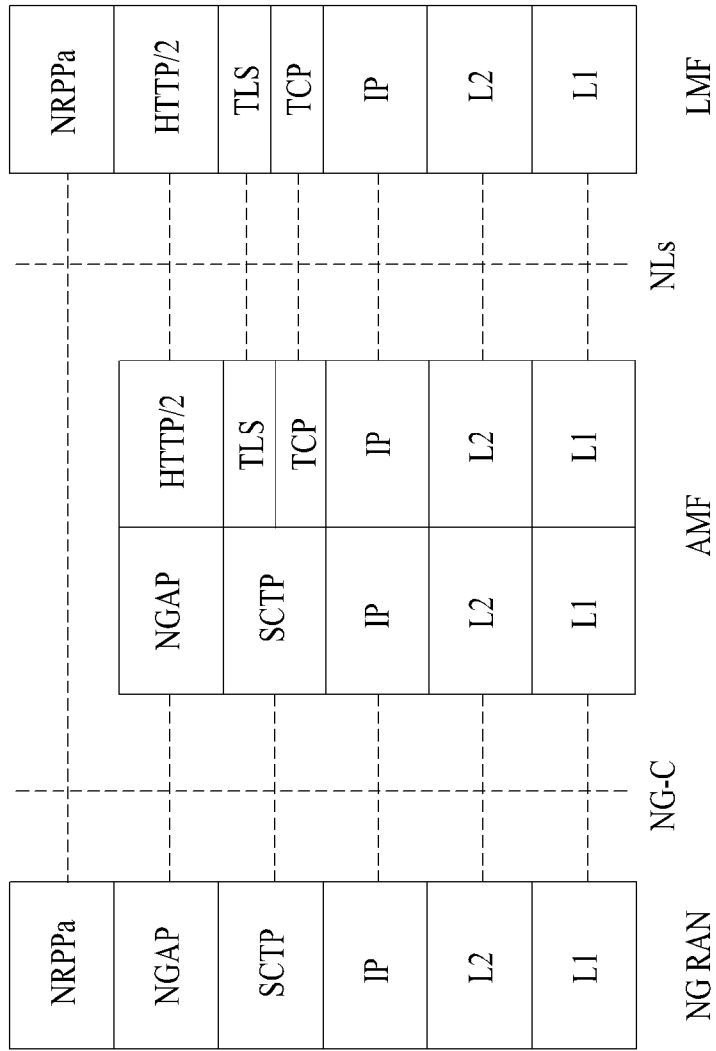 NRPPa
NGAP
SCTP
IP
L2
L1
NG RAN
NG-C
NGAP
SCTP
IP
L2
L1
HTTP/2
TLS
TCP
IP
L2
L1
AMF
NLs
NRPPa
HTTP/2
TLS
TCP
IP
L2
L1
LMF